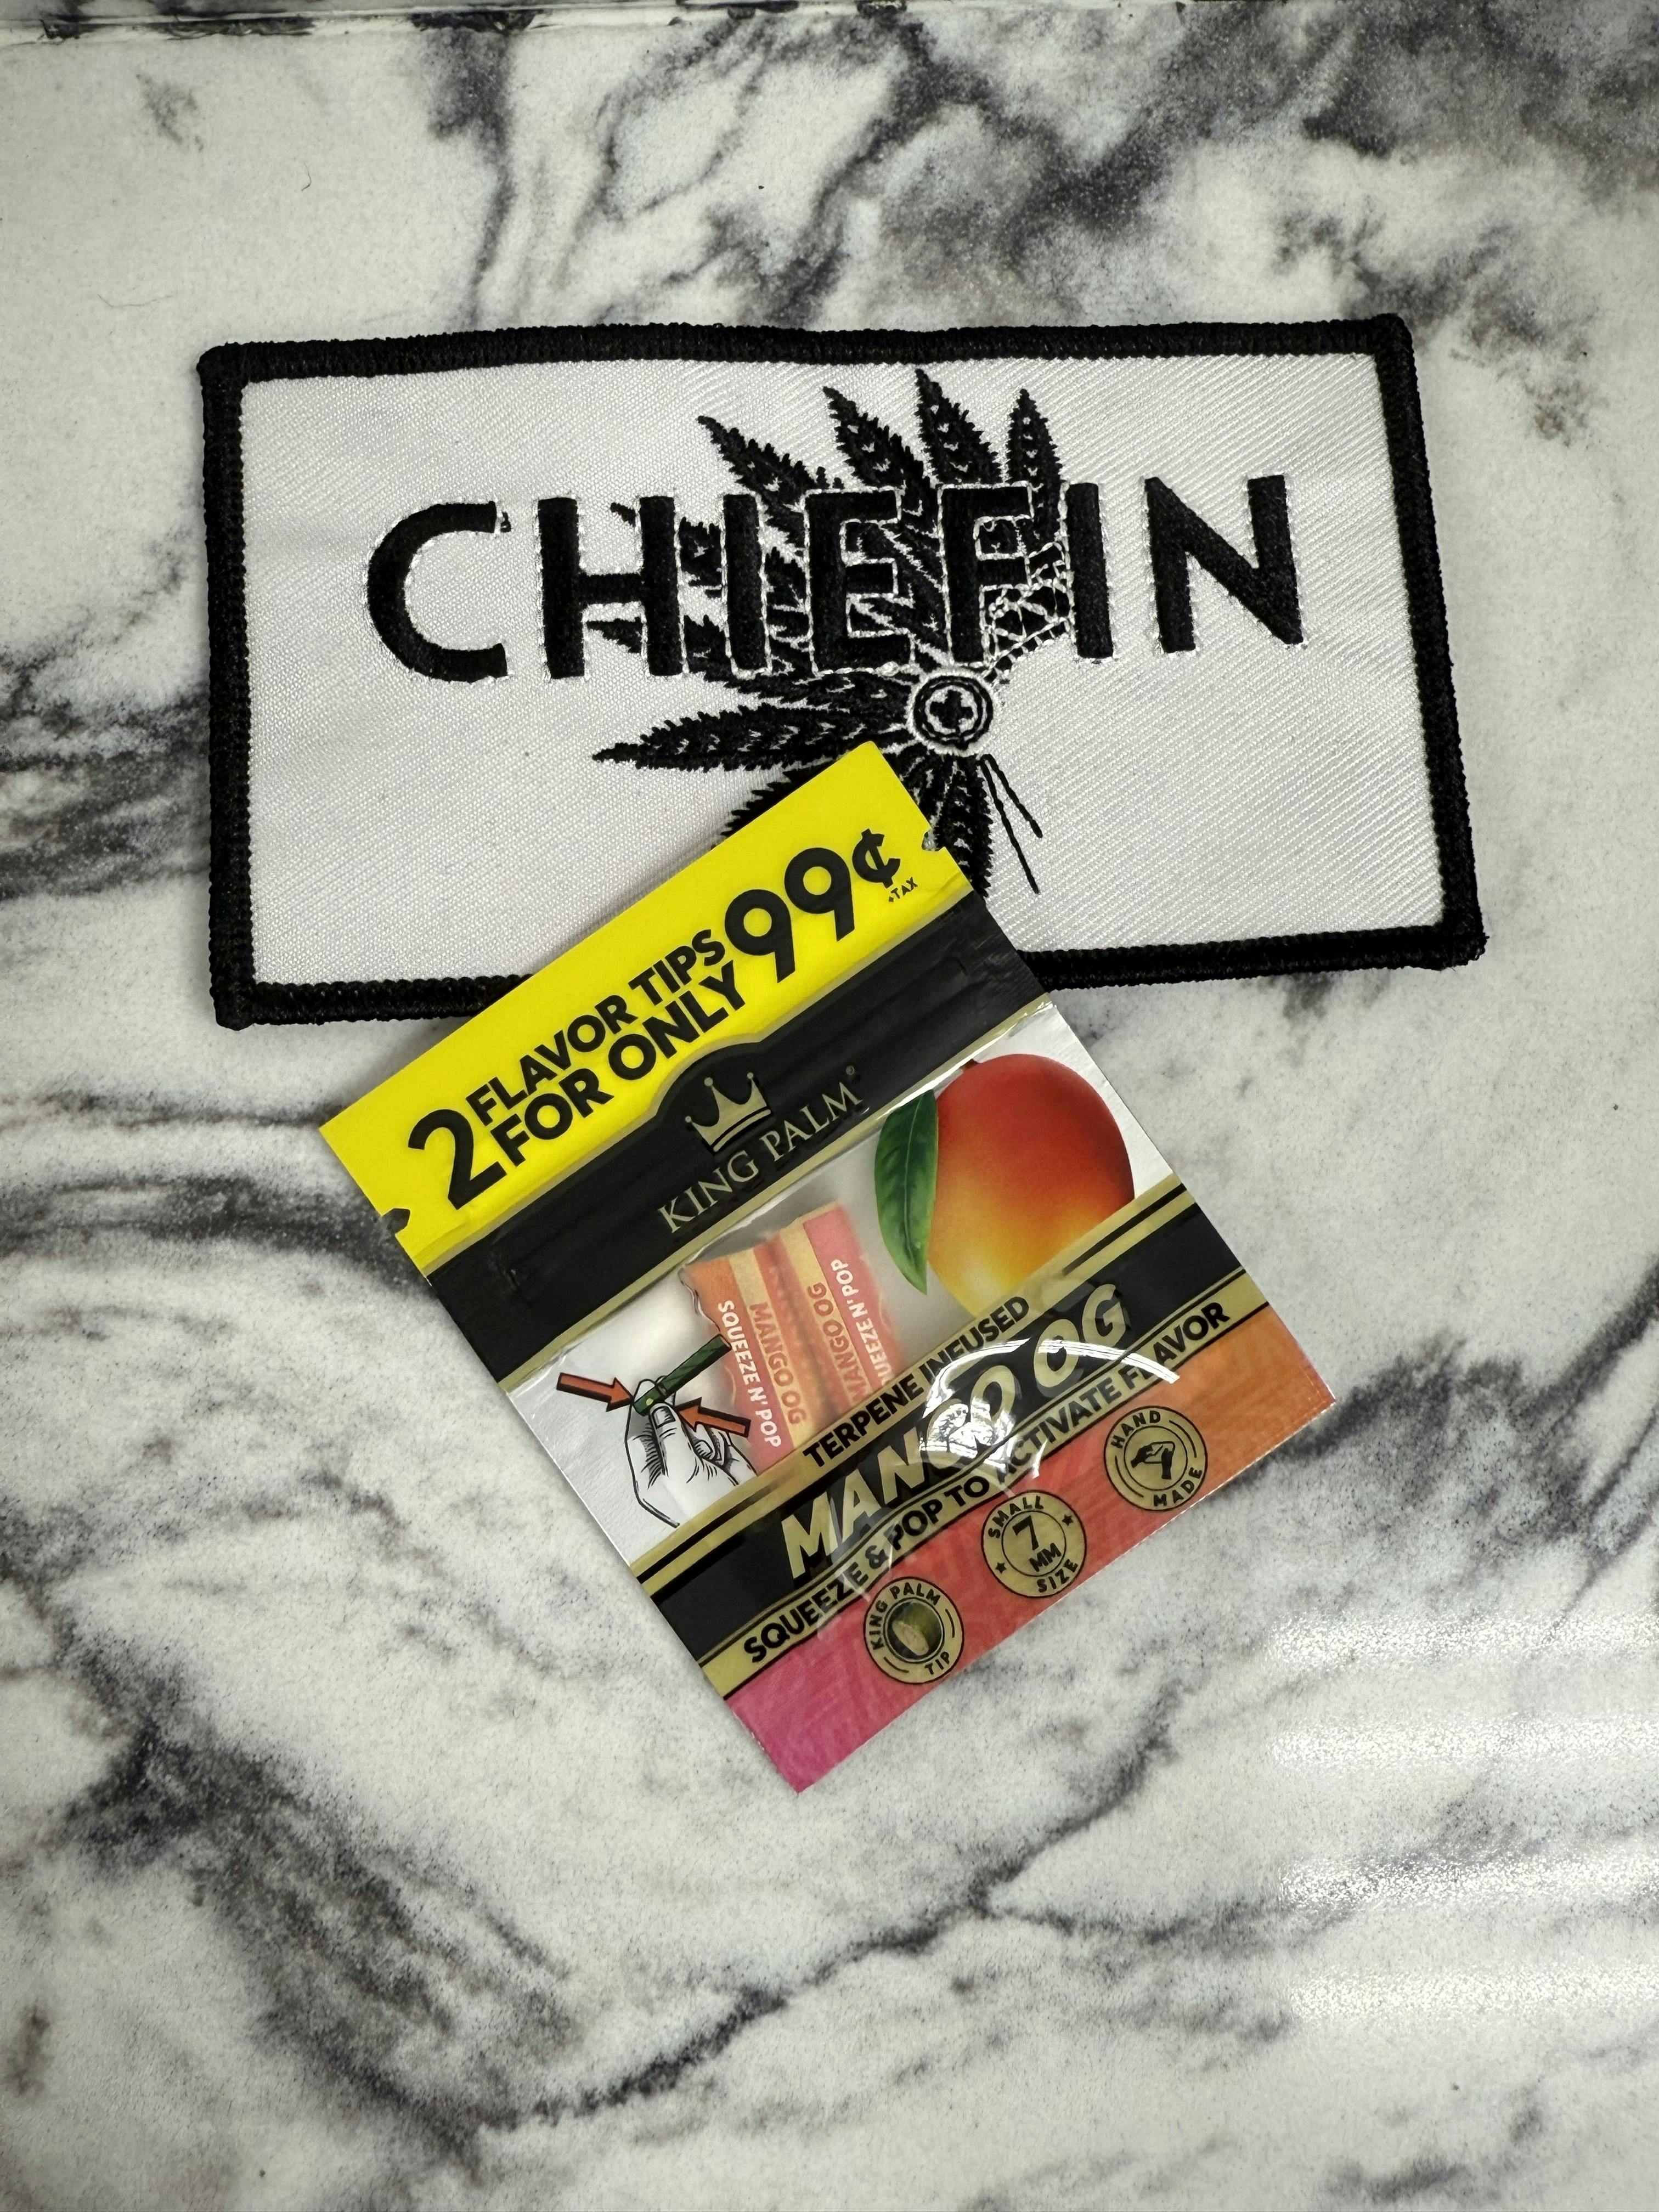 CHIEFIN
2 FLAVOR TIPS
FOR ONLY 99¢
+TAX
KING PALM®
SQUEEZE N' POP
MANGO OG
MANGO OG
SQUEEZE N' POP
TERPENE INFUSED
MANGO OG
SQUEEZE & POP TO ACTIVATE FLAVOR
KING PALM
TIP
SMALL
7
MM
SIZE
HAND
MADE